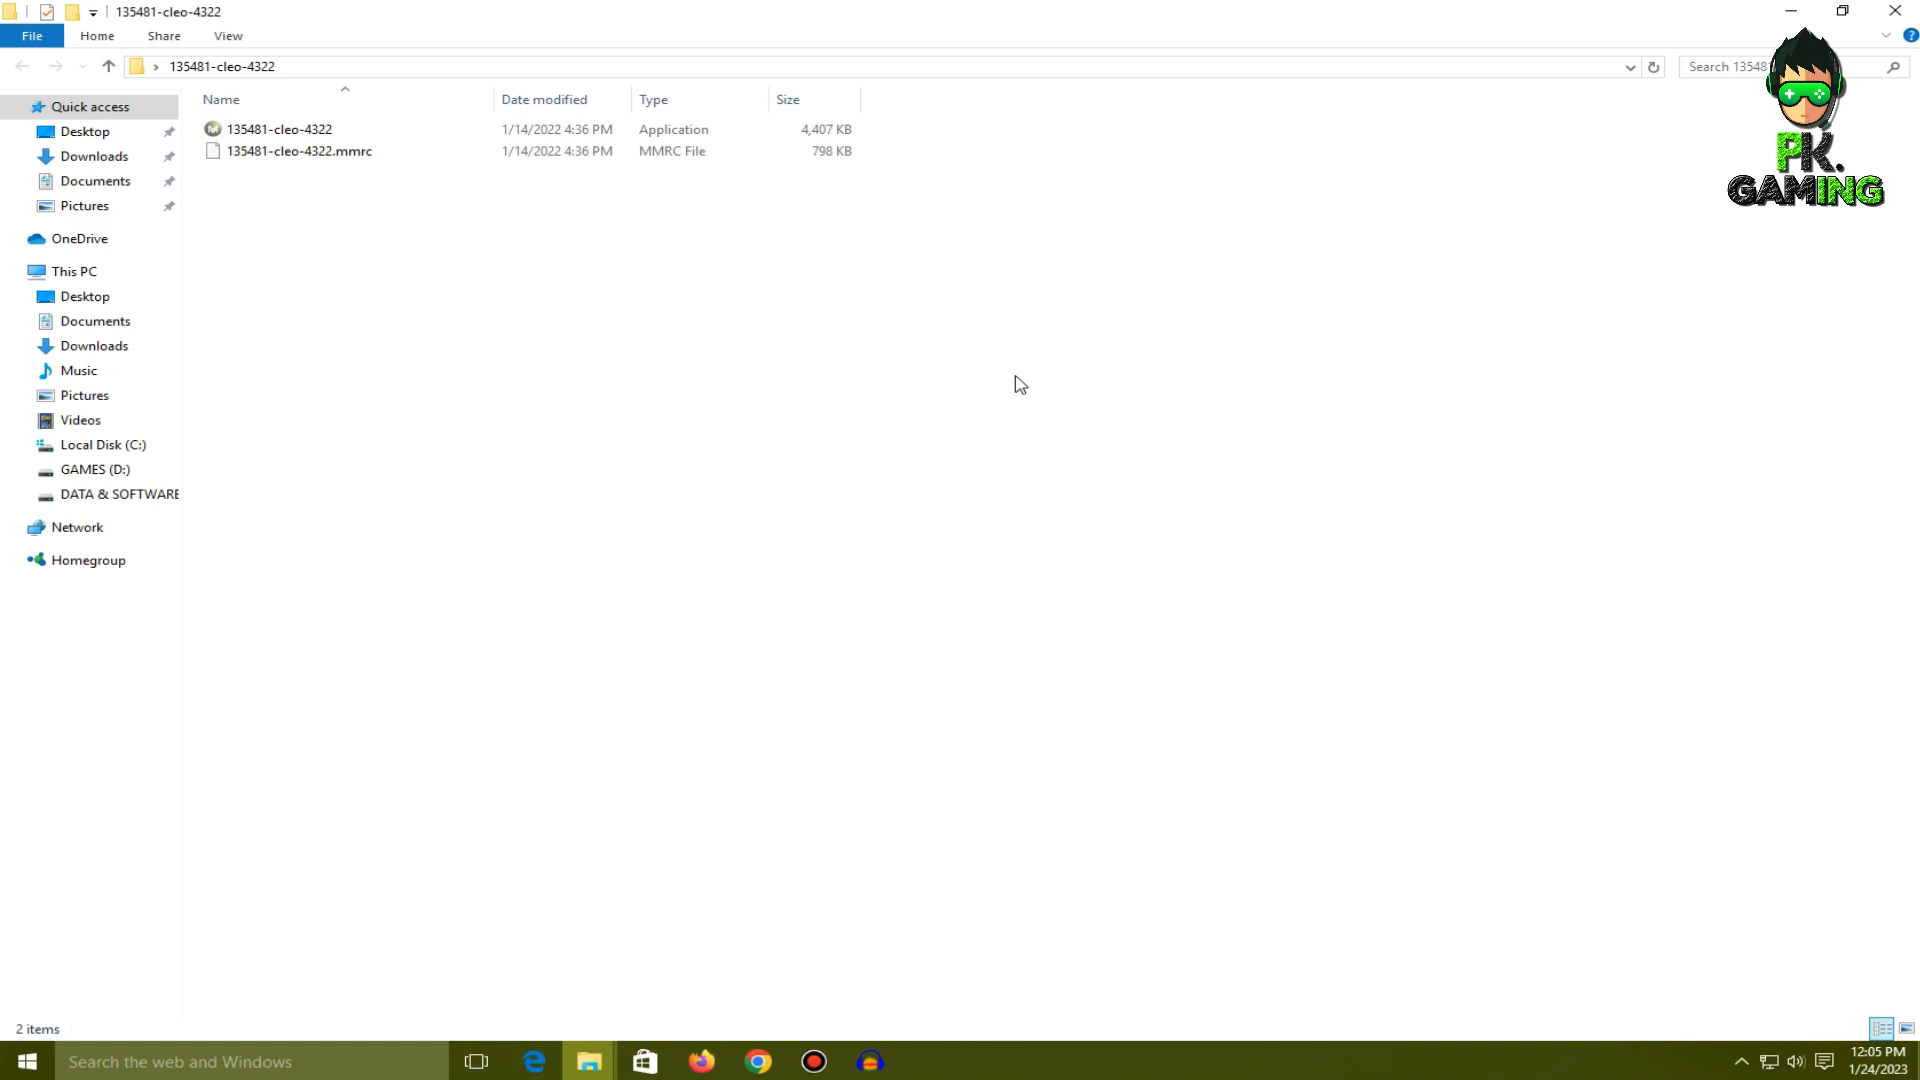 135481-cleo-4322
File Home Share View
135481-cleo-4322
Search 13548
Name Date modified Type Size
135481-cleo-4322 1/14/2022 4:36 PM Application 4,407 KB
135481-cleo-4322.mmrc 1/14/2022 4:36 PM MMRC File 798 KB
PK.
GAMING
Quick access
Desktop
Downloads
Documents
Pictures
OneDrive
This PC
Desktop
Documents
Downloads
Music
Pictures
Videos
Local Disk (C:)
GAMES (D:)
DATA & SOFTWARE
Network
Homegroup
2 items
Search the web and Windows
12:05 PM
1/24/2023